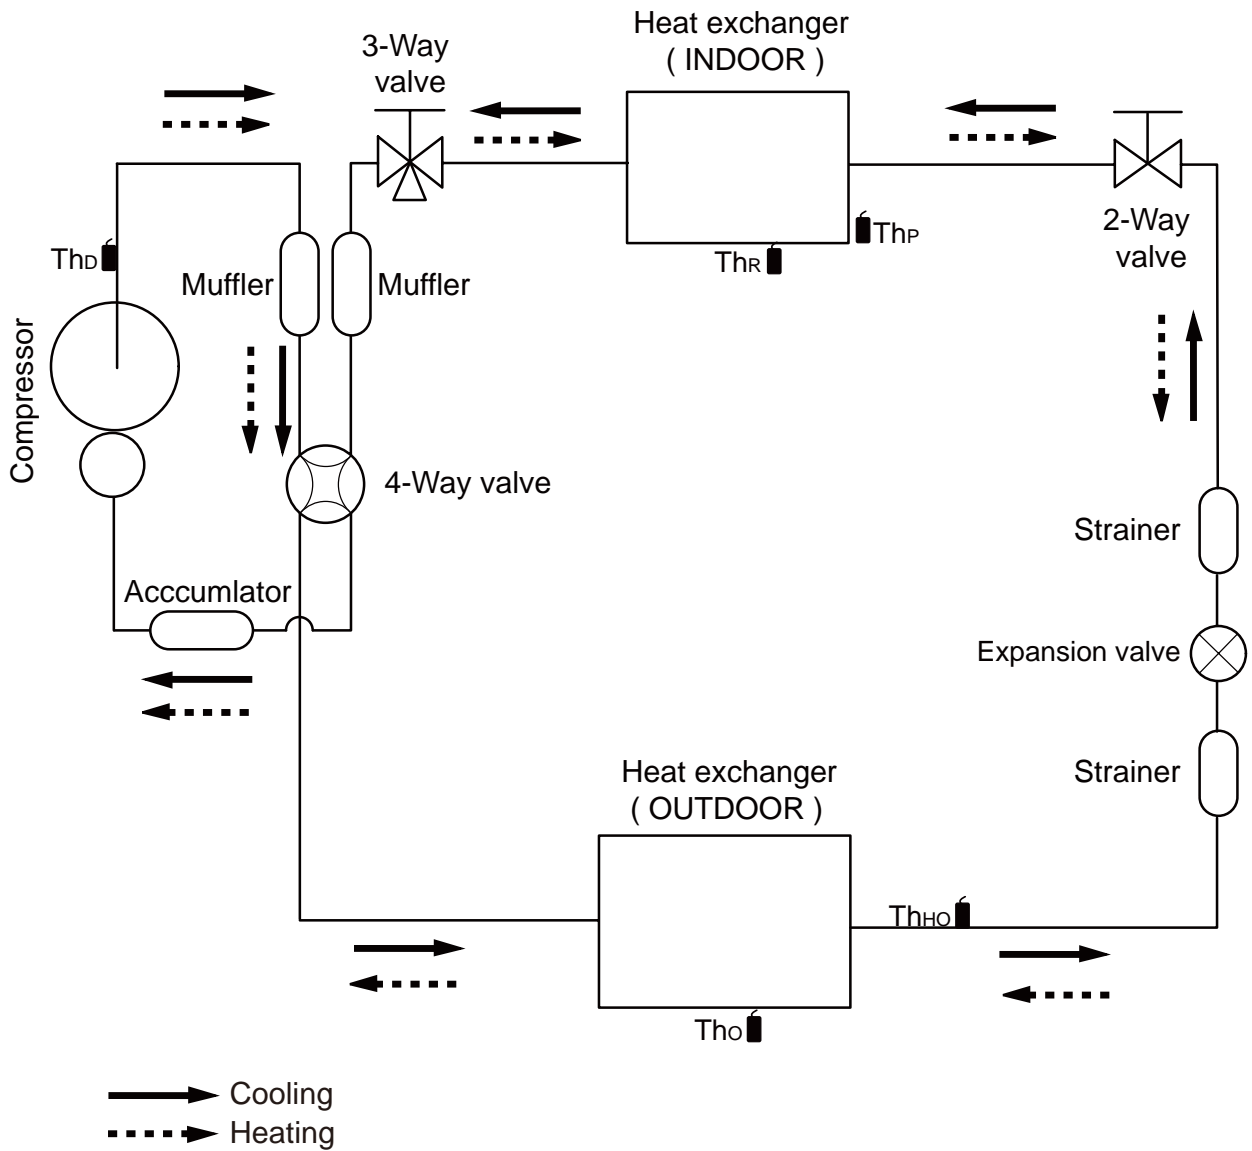 Heat exchanger
( INDOOR )
3-Way
valve
2-Way
valve
ThD
ThP
ThR
Muffler
Muffler
Compressor
4-Way valve
Strainer
Acccumlator
Expansion valve
Strainer
Heat exchanger
( OUTDOOR )
ThHO
ThO
Cooling
Heating